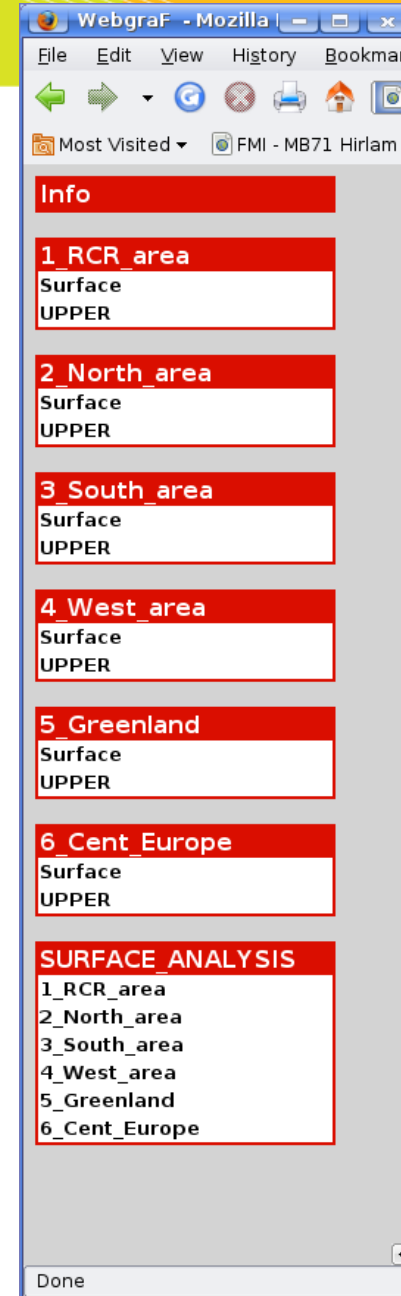 WebgraF - Mozilla
File Edit View History Bookmar
Most Visited FMI - MB71 Hirlam
Info
1_RCR_area
Surface
UPPER
2_North_area
Surface
UPPER
3_South_area
Surface
UPPER
4_West_area
Surface
UPPER
5_Greenland
Surface
UPPER
6_Cent_Europe
Surface
UPPER
SURFACE_ANALYSIS
1_RCR_area
2_North_area
3_South_area
4_West_area
5_Greenland
6_Cent_Europe
Done